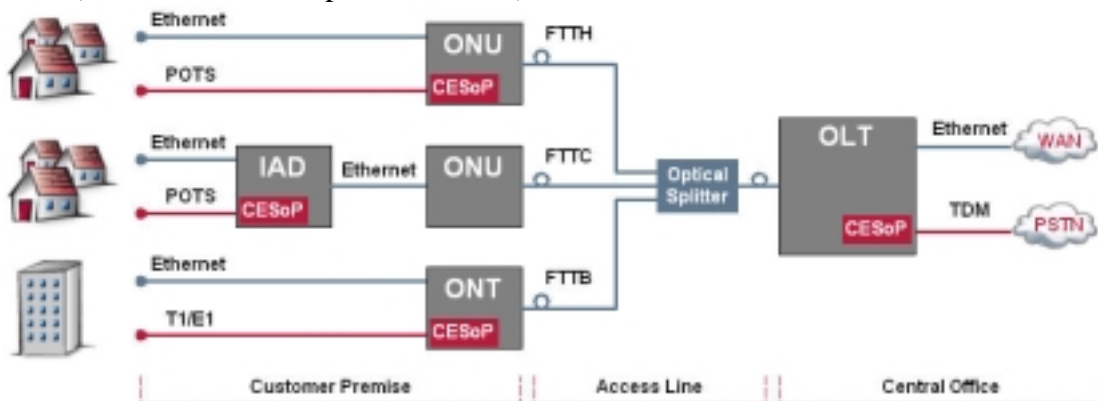 Ethernet
ONU
FTTH
POTS
CESoP
Ethernet
IAD
Ethernet
ONU
FTTC
POTS
CESoP
Optical
Splitter
OLT
Ethernet
WAN
TDM
CESoP
PSTN
Ethernet
ONT
FTTB
T1/E1
CESoP
Customer Premise
Access Line
Central Office